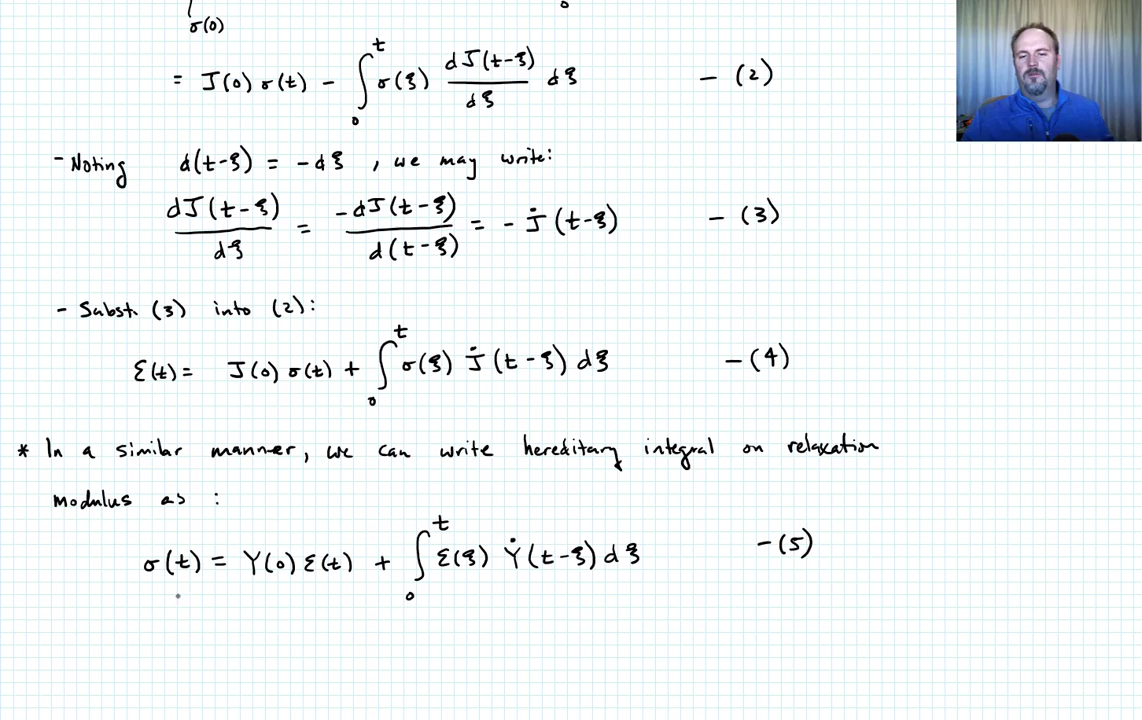 σ(0)
0
= J(0) σ(t) - ∫₀ᵗ σ(ξ) dJ(t-ξ)/dξ dξ - (2)
- Noting d(t-ξ) = -dξ , we may write:
dJ(t-ξ)/dξ = -dJ(t-ξ)/d(t-ξ) = - J̇(t-ξ) - (3)
- Subst. (3) into (2):
ε(t) = J(0) σ(t) + ∫₀ᵗ σ(ξ) J̇(t-ξ) dξ - (4)
* In a similar manner, we can write hereditary integral on relaxation
modulus as :
σ(t) = Y(0) ε(t) + ∫₀ᵗ ε(ξ) Ẏ(t-ξ) dξ - (5)